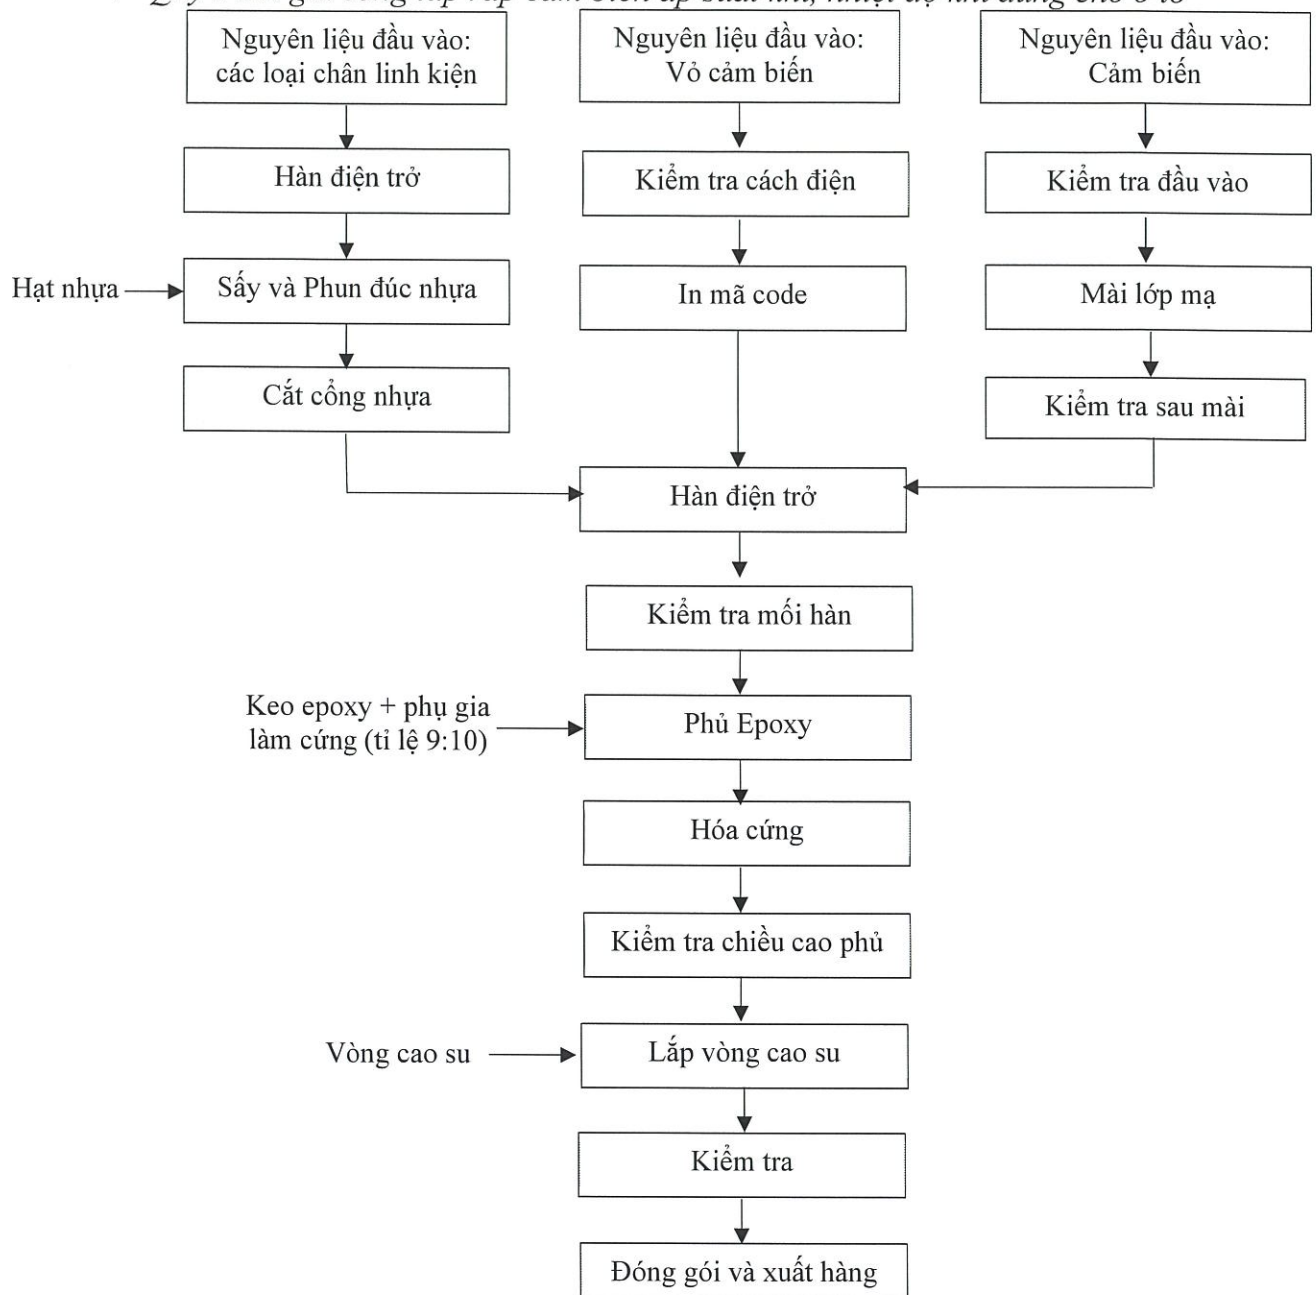 Nguyên liệu đầu vào:
các loại chân linh kiện
Nguyên liệu đầu vào:
Vỏ cảm biến
Nguyên liệu đầu vào:
Cảm biến
Hàn điện trở
Kiểm tra cách điện
Kiểm tra đầu vào
Hạt nhựa
Sấy và Phun đúc nhựa
In mã code
Mài lớp mạ
Cắt cổng nhựa
Kiểm tra sau mài
Hàn điện trở
Kiểm tra mối hàn
Keo epoxy + phụ gia
làm cứng (tỉ lệ 9:10)
Phủ Epoxy
Hóa cứng
Kiểm tra chiều cao phủ
Vòng cao su
Lắp vòng cao su
Kiểm tra
Đóng gói và xuất hàng